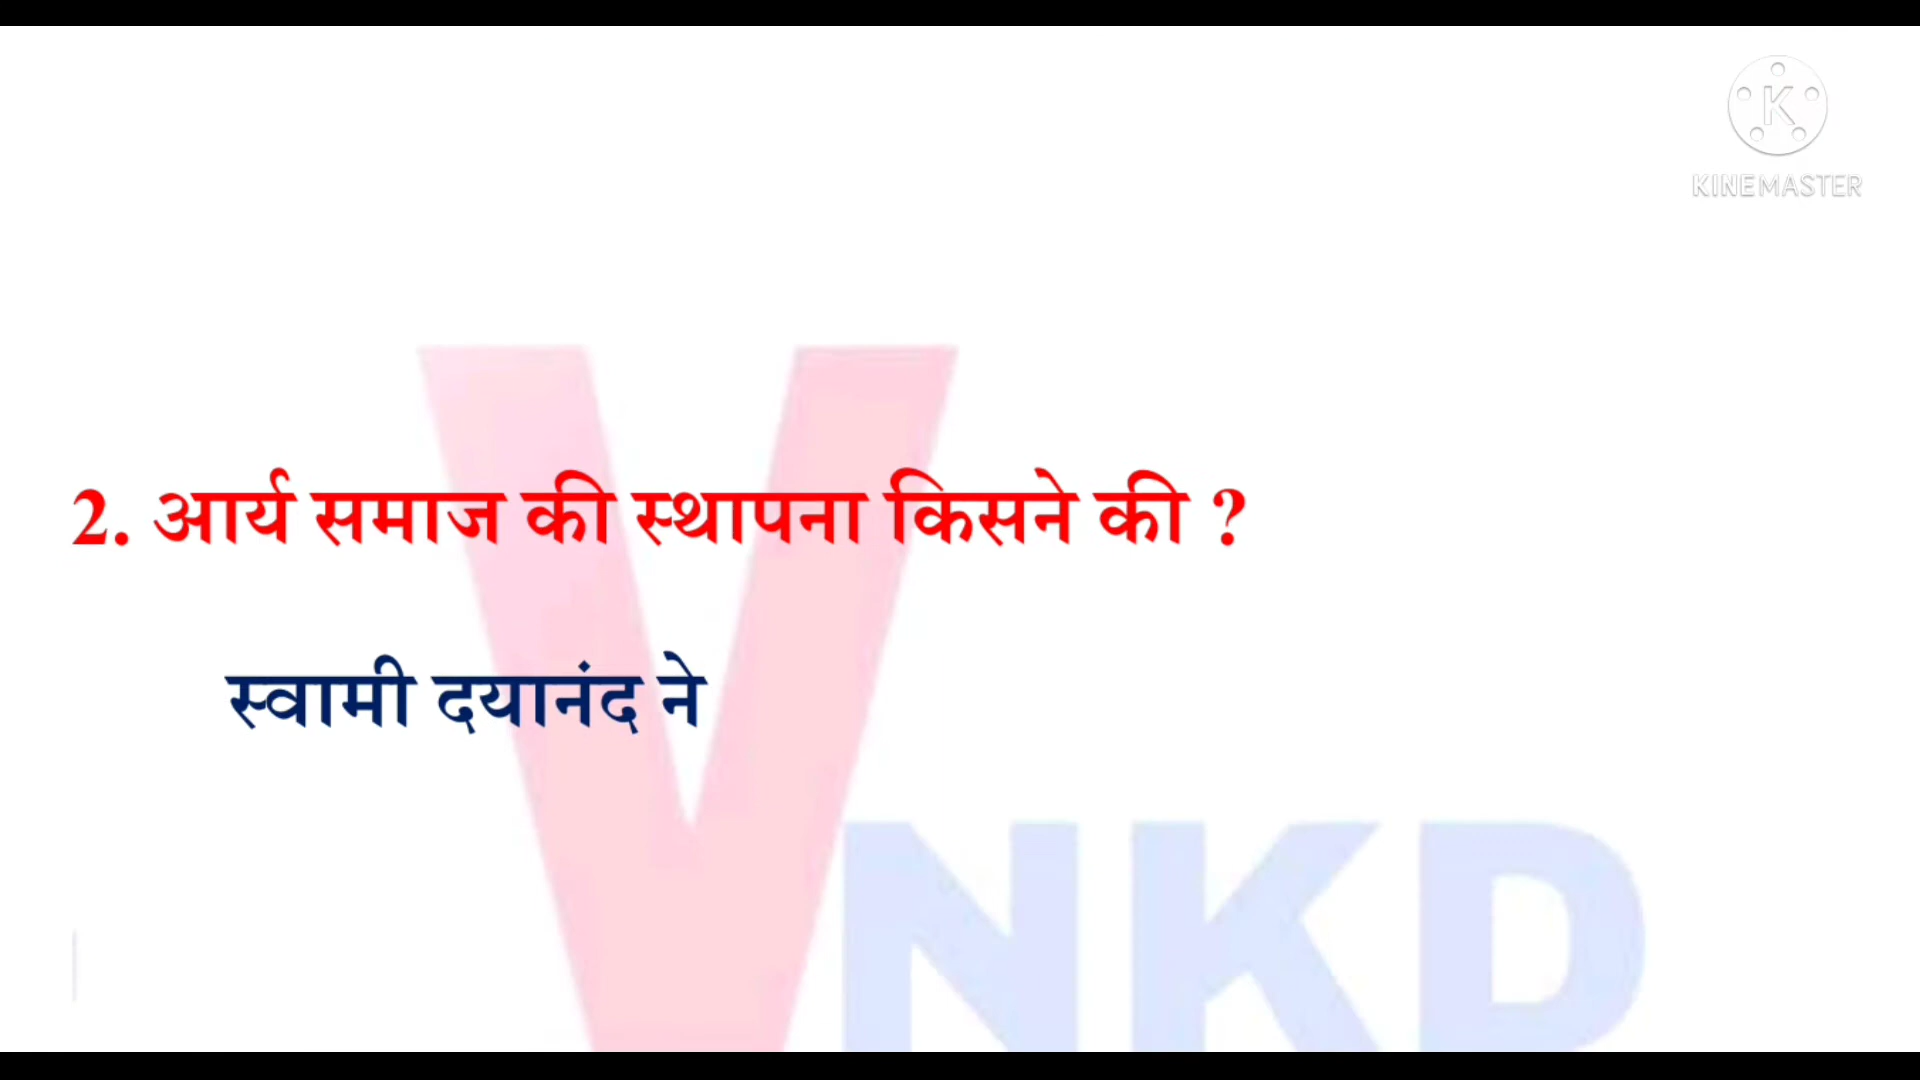 K
KINEMASTER
2. आर्य समाज की स्थापना किसने की ?
स्वामी दयानंद ने
VNKD